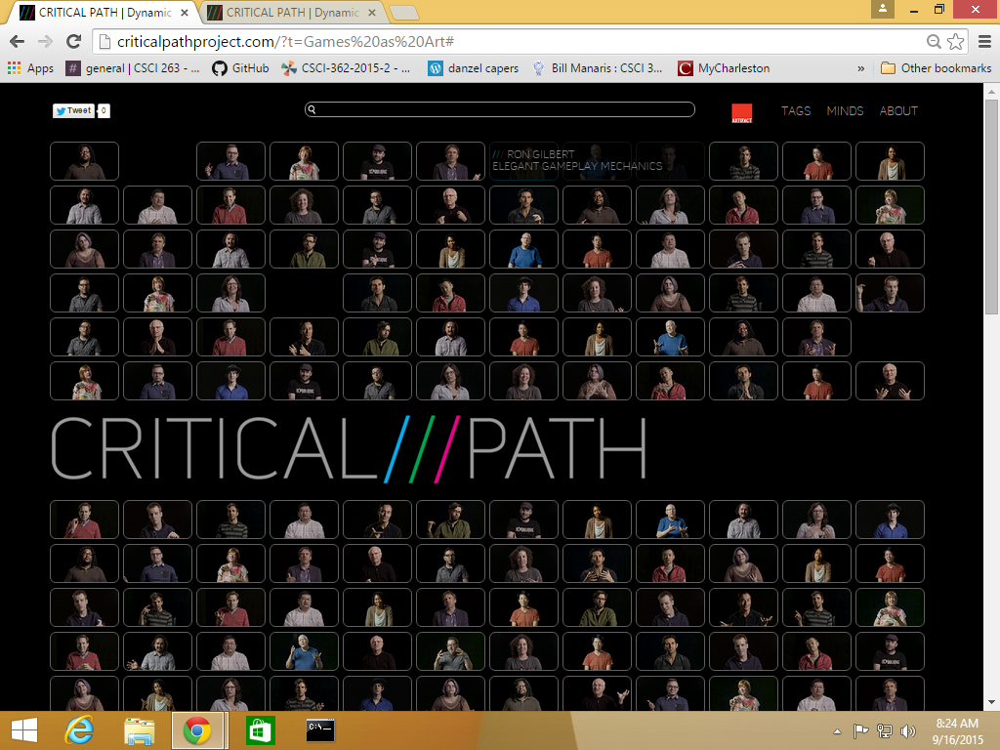 CRITICAL PATH | Dynamic
CRITICAL PATH | Dynamic
criticalpathproject.com/?t=Games%20as%20Art#
Apps
general | CSCI 263 - ...
GitHub
CSCI-362-2015-2 - ...
danzel capers
Bill Manaris : CSCI 3...
MyCharleston
»
Other bookmarks
Tweet 0
ARTIFACT
TAGS MINDS ABOUT
/// RON GILBERT
ELEGANT GAMEPLAY MECHANICS
CRITICAL///PATH
C:\_
8:24 AM
9/16/2015